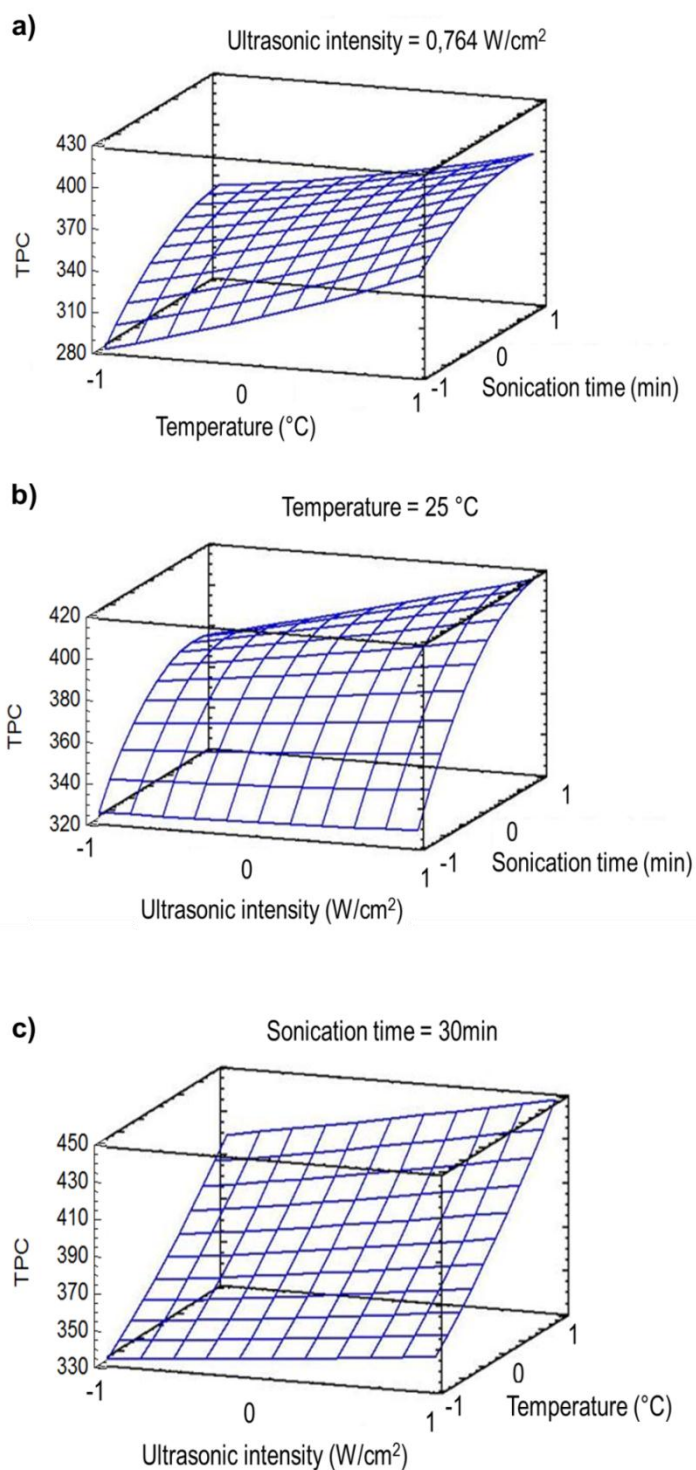 a)
Ultrasonic intensity = 0,764 W/cm²
430
400
370
340
310
280
TPC
-1
0
1
Temperature (°C)
-1
0
1
Sonication time (min)
b)
Temperature = 25 °C
420
400
380
360
340
320
TPC
-1
0
1
Ultrasonic intensity (W/cm²)
-1
0
1
Sonication time (min)
c)
Sonication time = 30min
450
430
410
390
370
350
330
TPC
-1
0
1
Ultrasonic intensity (W/cm²)
-1
0
1
Temperature (°C)